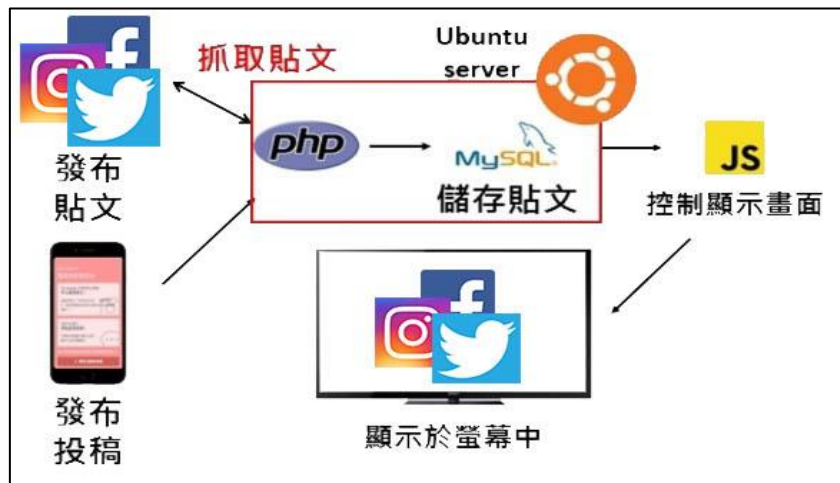 抓取貼文
Ubuntu
server
php
MySQL
儲存貼文
JS
控制顯示畫面
發布
貼文
發布
投稿
顯示於螢幕中